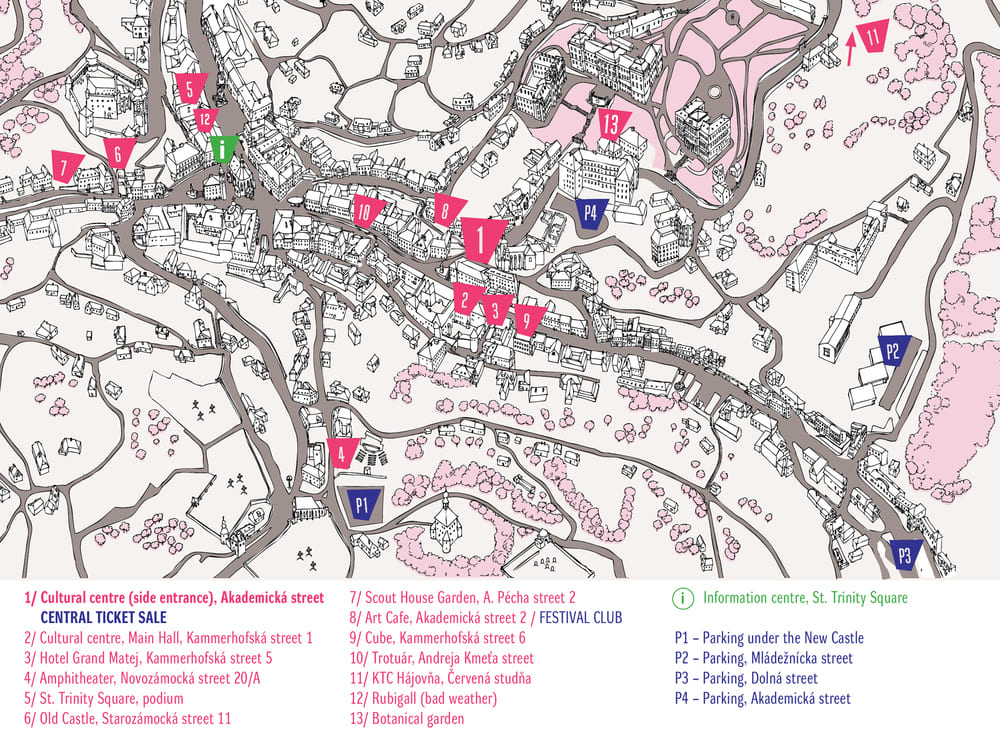 11
5
12
i
13
7
6
10
8
P4
1
2
3
9
P2
4
P1
P3
1/ Cultural centre (side entrance), Akademická street
CENTRAL TICKET SALE
2/ Cultural centre, Main Hall, Kammerhofská street 1
3/ Hotel Grand Matej, Kammerhofská street 5
4/ Amphitheater, Novozámocká street 20/A
5/ St. Trinity Square, podium
6/ Old Castle, Starozámocká street 11
7/ Scout House Garden, A. Pécha street 2
8/ Art Cafe, Akademická street 2 / FESTIVAL CLUB
9/ Cube, Kammerhofská street 6
10/ Trotuár, Andreja Kmeťa street
11/ KTC Hájovňa, Červená studňa
12/ Rubigall (bad weather)
13/ Botanical garden
i Information centre, St. Trinity Square
P1 – Parking under the New Castle
P2 – Parking, Mládežnícka street
P3 – Parking, Dolná street
P4 – Parking, Akademická street